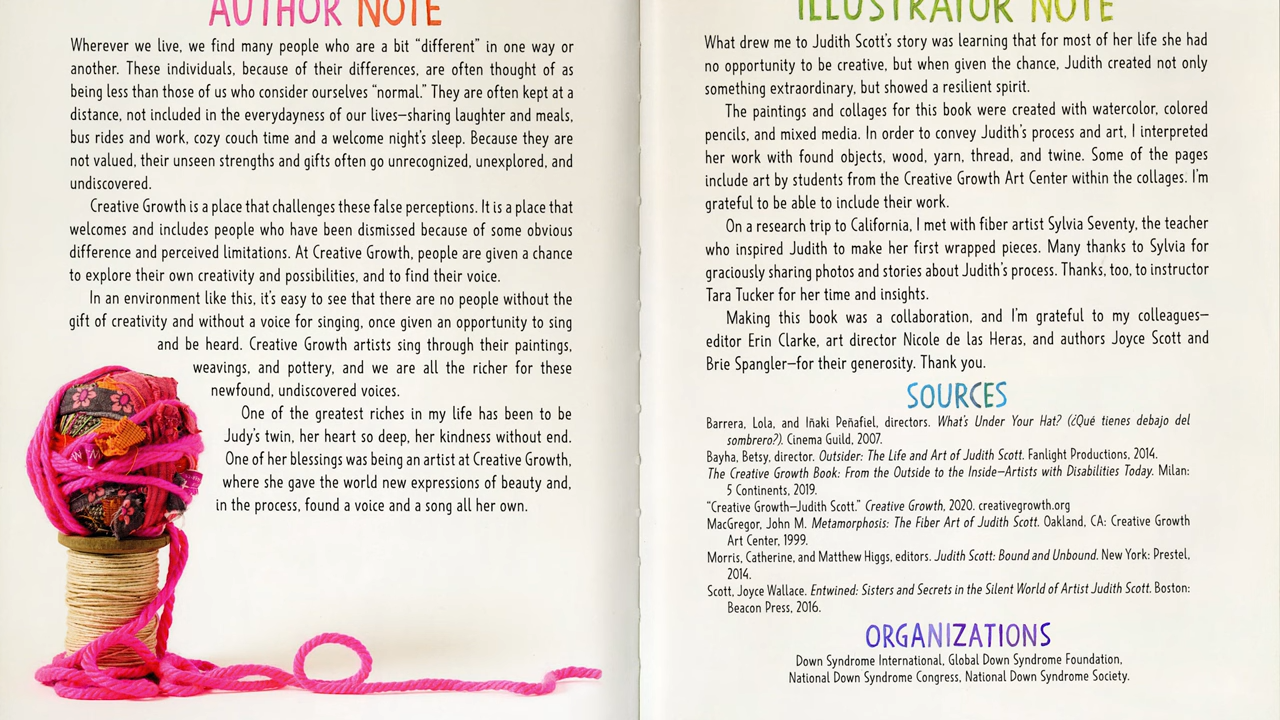 AUTHOR NOTE
Wherever we live, we find many people who are a bit “different” in one way or
another. These individuals, because of their differences, are often thought of as
being less than those of us who consider ourselves “normal.” They are often kept at a
distance, not included in the everydayness of our lives—sharing laughter and meals,
bus rides and work, cozy couch time and a welcome night’s sleep. Because they are
not valued, their unseen strengths and gifts often go unrecognized, unexplored, and
undiscovered.
Creative Growth is a place that challenges these false perceptions. It is a place that
welcomes and includes people who have been dismissed because of some obvious
difference and perceived limitations. At Creative Growth, people are given a chance
to explore their own creativity and possibilities, and to find their voice.
In an environment like this, it’s easy to see that there are no people without the
gift of creativity and without a voice for singing, once given an opportunity to sing
and be heard. Creative Growth artists sing through their paintings,
weavings, and pottery, and we are all the richer for these
newfound, undiscovered voices.
One of the greatest riches in my life has been to be
Judy’s twin, her heart so deep, her kindness without end.
One of her blessings was being an artist at Creative Growth,
where she gave the world new expressions of beauty and,
in the process, found a voice and a song all her own.
ILLUSTRATOR NOTE
What drew me to Judith Scott’s story was learning that for most of her life she had
no opportunity to be creative, but when given the chance, Judith created not only
something extraordinary, but showed a resilient spirit.
The paintings and collages for this book were created with watercolor, colored
pencils, and mixed media. In order to convey Judith’s process and art, I interpreted
her work with found objects, wood, yarn, thread, and twine. Some of the pages
include art by students from the Creative Growth Art Center within the collages. I’m
grateful to be able to include their work.
On a research trip to California, I met with fiber artist Sylvia Seventy, the teacher
who inspired Judith to make her first wrapped pieces. Many thanks to Sylvia for
graciously sharing photos and stories about Judith’s process. Thanks, too, to instructor
Tara Tucker for her time and insights.
Making this book was a collaboration, and I’m grateful to my colleagues—
editor Erin Clarke, art director Nicole de las Heras, and authors Joyce Scott and
Brie Spangler—for their generosity. Thank you.
SOURCES
Barrera, Lola, and Iñaki Peñafiel, directors. What’s Under Your Hat? (¿Qué tienes debajo del
sombrero?). Cinema Guild, 2007.
Bayha, Betsy, director. Outsider: The Life and Art of Judith Scott. Fanlight Productions, 2014.
The Creative Growth Book: From the Outside to the Inside—Artists with Disabilities Today. Milan:
5 Continents, 2019.
“Creative Growth—Judith Scott.” Creative Growth, 2020. creativegrowth.org
MacGregor, John M. Metamorphosis: The Fiber Art of Judith Scott. Oakland, CA: Creative Growth
Art Center, 1999.
Morris, Catherine, and Matthew Higgs, editors. Judith Scott: Bound and Unbound. New York: Prestel,
2014.
Scott, Joyce Wallace. Entwined: Sisters and Secrets in the Silent World of Artist Judith Scott. Boston:
Beacon Press, 2016.
ORGANIZATIONS
Down Syndrome International, Global Down Syndrome Foundation,
National Down Syndrome Congress, National Down Syndrome Society.